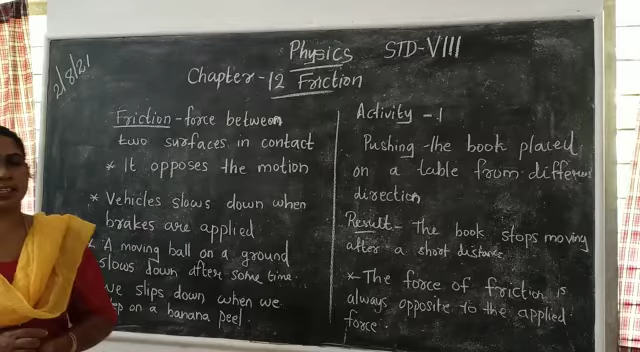 2/8/21
Physics STD-VIII
Chapter-12 Friction
Friction - force between
two surfaces in contact
* It opposes the motion
* Vehicles slows down when
brakes are applied
* A moving ball on a ground
slows down after some time.
we slips down when we
on a banana peel.
Activity - 1
Pushing the book placed
on a table from different
direction
Result - The book stops moving
after a short distance
* The force of friction is
always opposite to the applied
force.